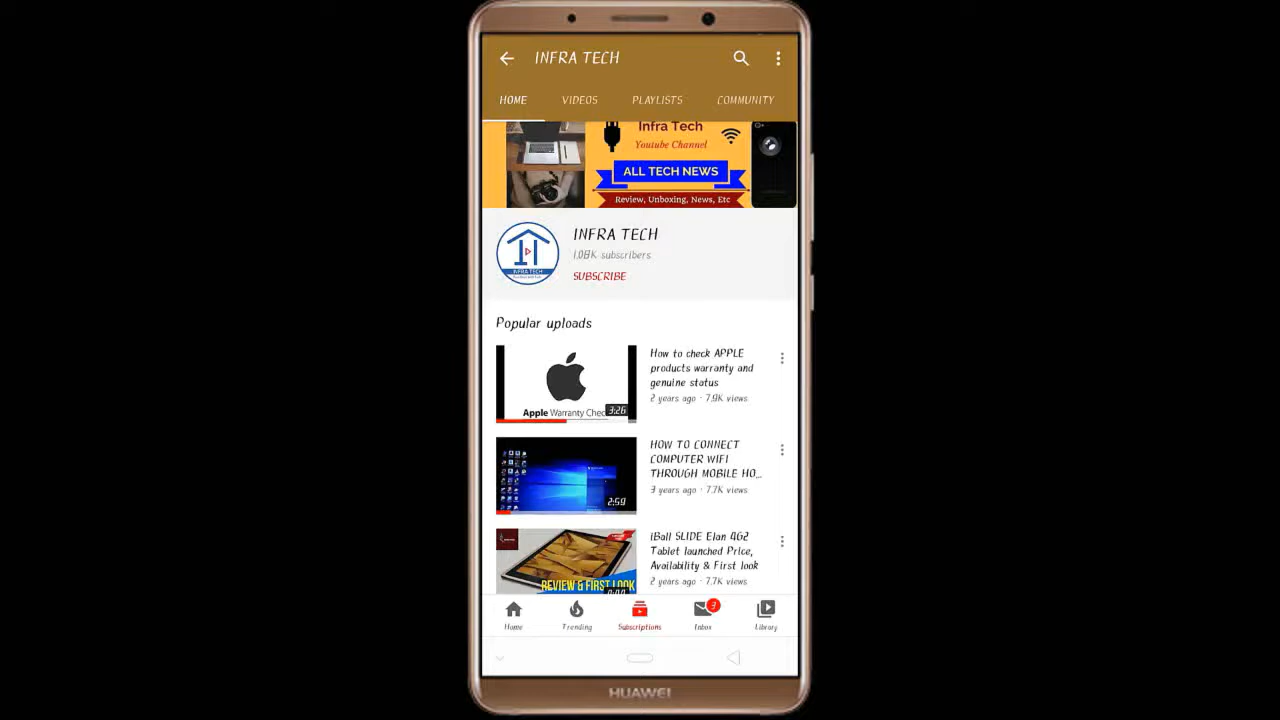 INFRA TECH
HOME VIDEOS PLAYLISTS COMMUNITY
Infra Tech
Youtube Channel
ALL TECH NEWS
Review, Unboxing, News, Etc
INFRA TECH
1.08K subscribers
SUBSCRIBE
INFRA TECH
Popular uploads
How to check APPLE
products warranty and
genuine status
2 years ago · 7.9K views
Apple Warranty Chec
3:26
HOW TO CONNECT
COMPUTER WIFI
THROUGH MOBILE HO...
3 years ago · 7.7K views
2:59
iBall SLIDE Elan 4G2
Tablet launched Price,
Availability & First look
2 years ago · 7.7K views
REVIEW & FIRST LOOK
Home Trending Subscriptions 3 Inbox Library
HUAWEI